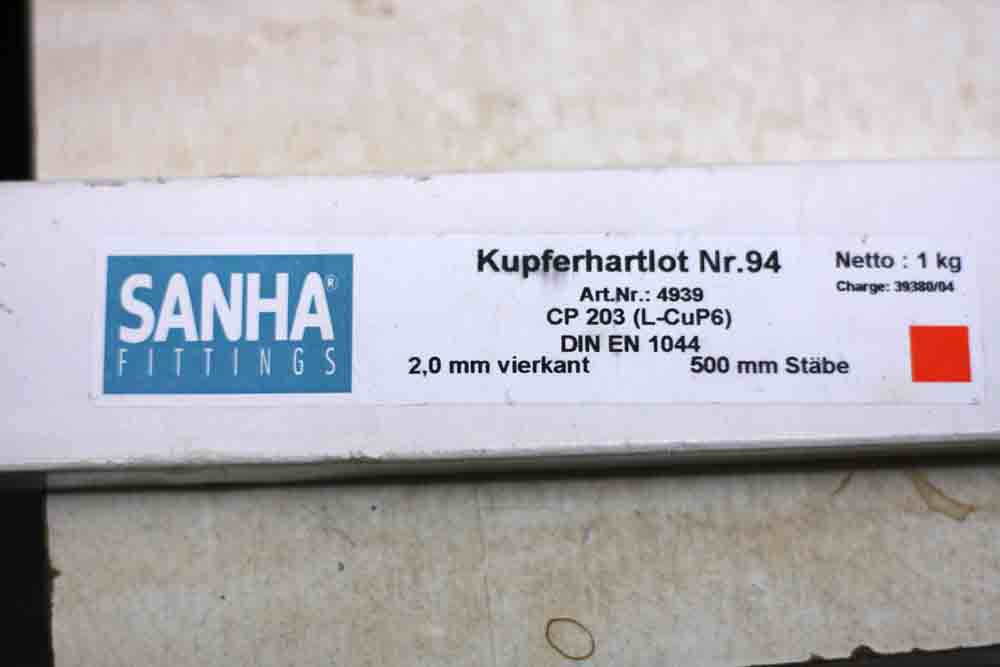 SANHA®
FITTINGS
Kupferhartlot Nr.94
Art.Nr.: 4939
CP 203 (L-CuP6)
DIN EN 1044
2,0 mm vierkant 500 mm Stäbe
Netto : 1 kg
Charge: 39380/04